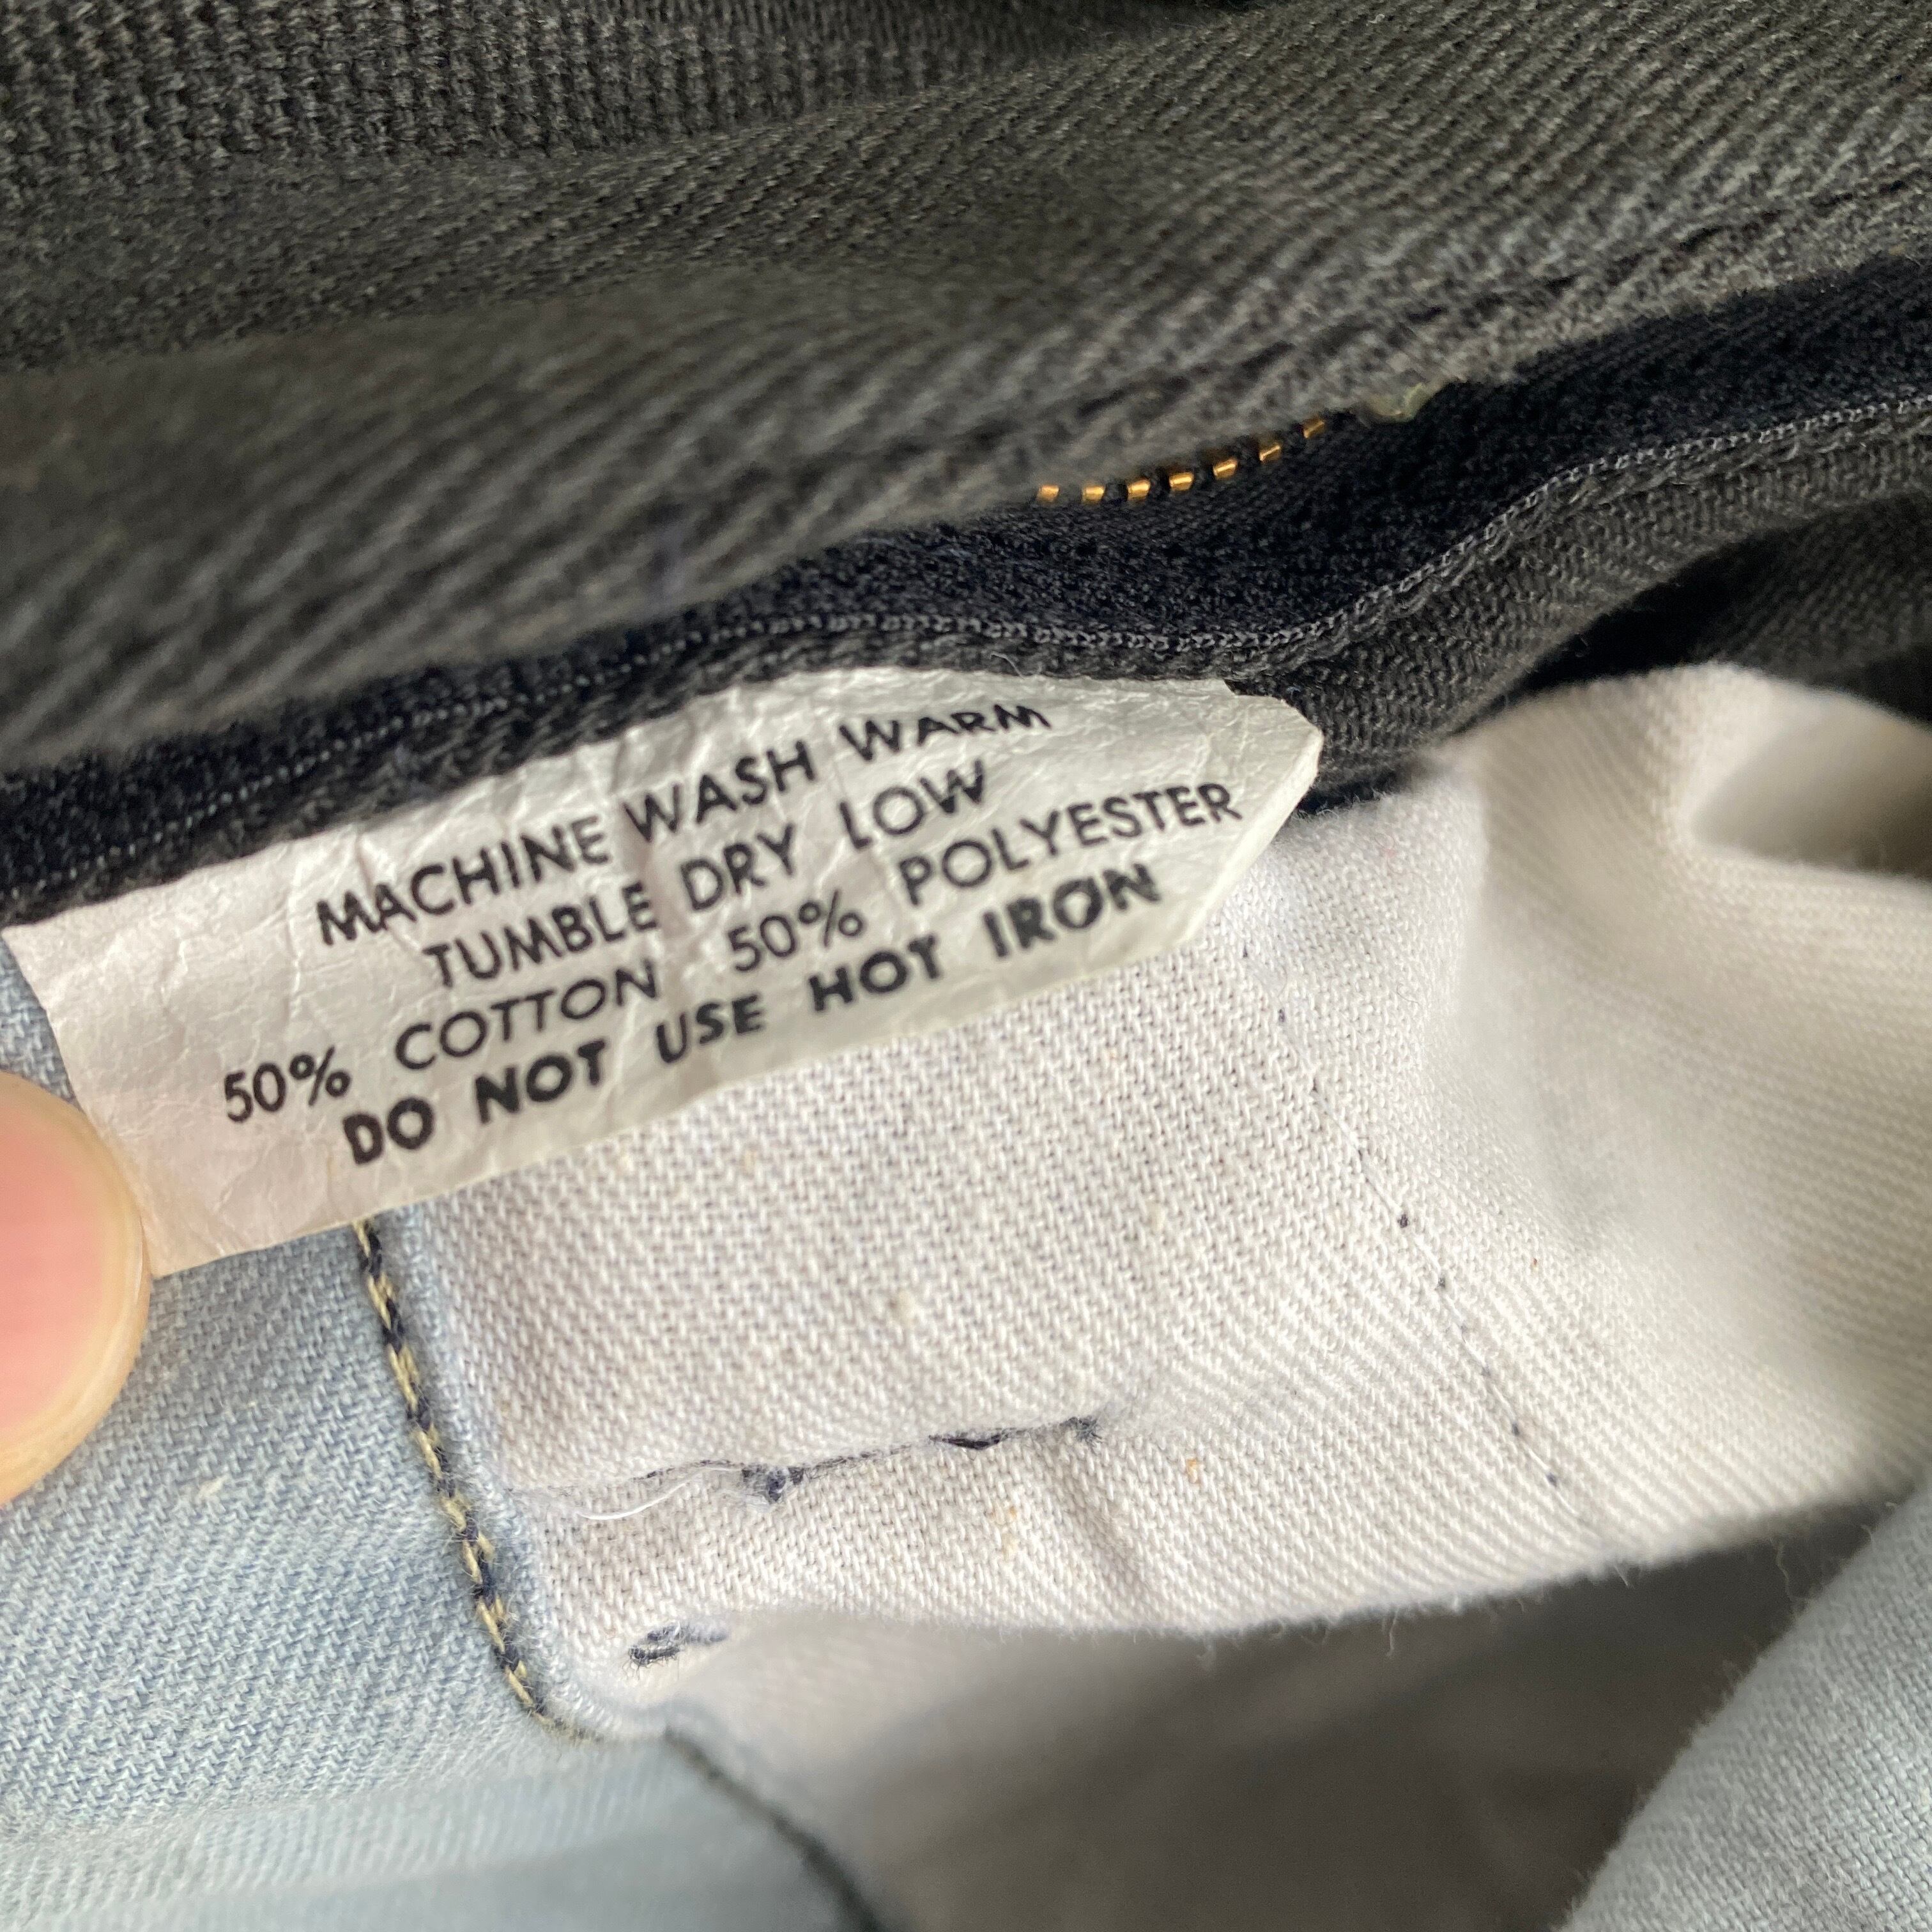 MACHINE WASH WARM
TUMBLE DRY LOW
50% COTTON 50% POLYESTER
DO NOT USE HOT IRON